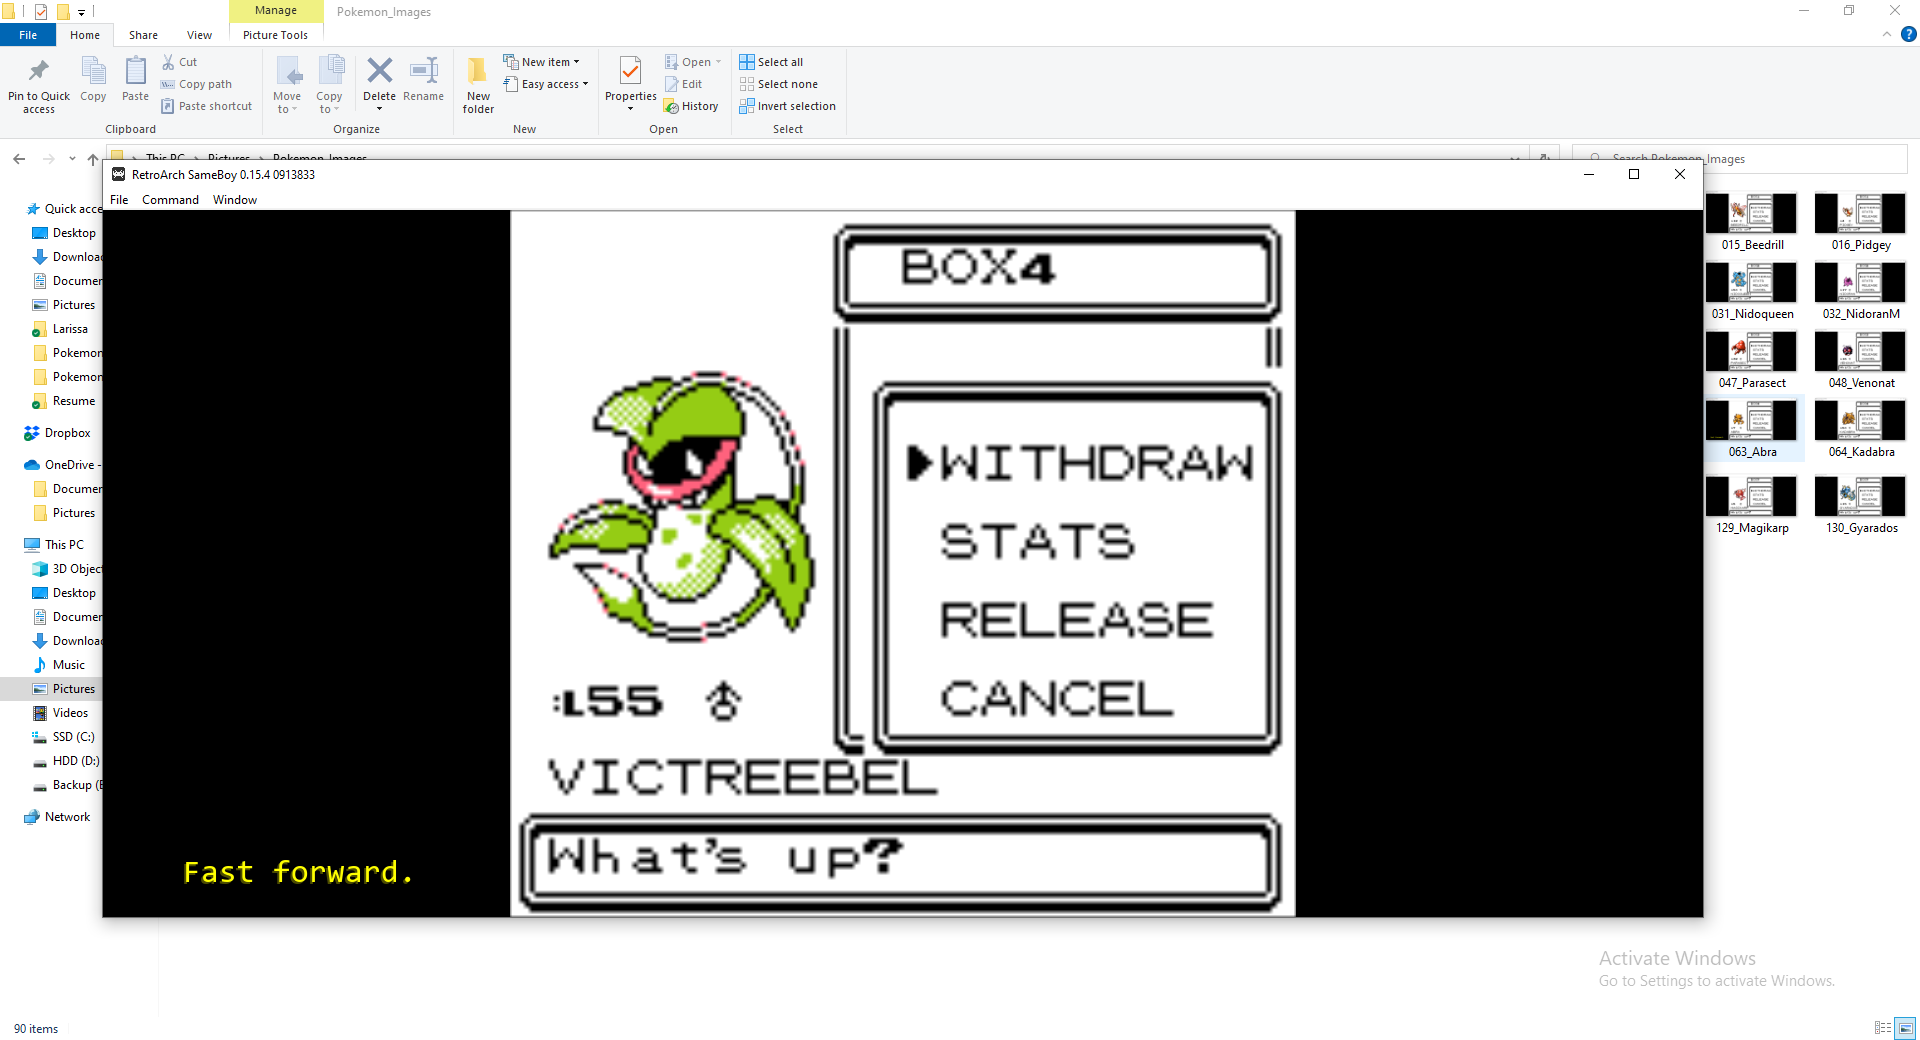 Manage
Pokemon_Images
File
Home
Share
View
Picture Tools
Pin to Quick access
Copy
Paste
Cut
Copy path
Paste shortcut
Clipboard
Move to
Copy to
Delete
Rename
Organize
New folder
New item
Easy access
New
Properties
Open
Edit
History
Open
Select all
Select none
Invert selection
Select
This PC
Pictures
Pokemon_Images
Search Pokemon_Images
RetroArch SameBoy 0.15.4 0913833
File
Command
Window
Quick acce
Desktop
Downloa
Documer
Pictures
Larissa
Pokemon
Pokemon
Resume
Dropbox
OneDrive -
Documer
Pictures
This PC
3D Objec
Desktop
Documer
Downloa
Music
Pictures
Videos
SSD (C:)
HDD (D:)
Backup (E
Network
BOX4
WITHDRAW
STATS
RELEASE
CANCEL
:L55 ♂
VICTREEBEL
What's up?
Fast forward.
015_Beedrill
016_Pidgey
031_Nidoqueen
032_NidoranM
047_Parasect
048_Venonat
063_Abra
064_Kadabra
129_Magikarp
130_Gyarados
Activate Windows
Go to Settings to activate Windows.
90 items